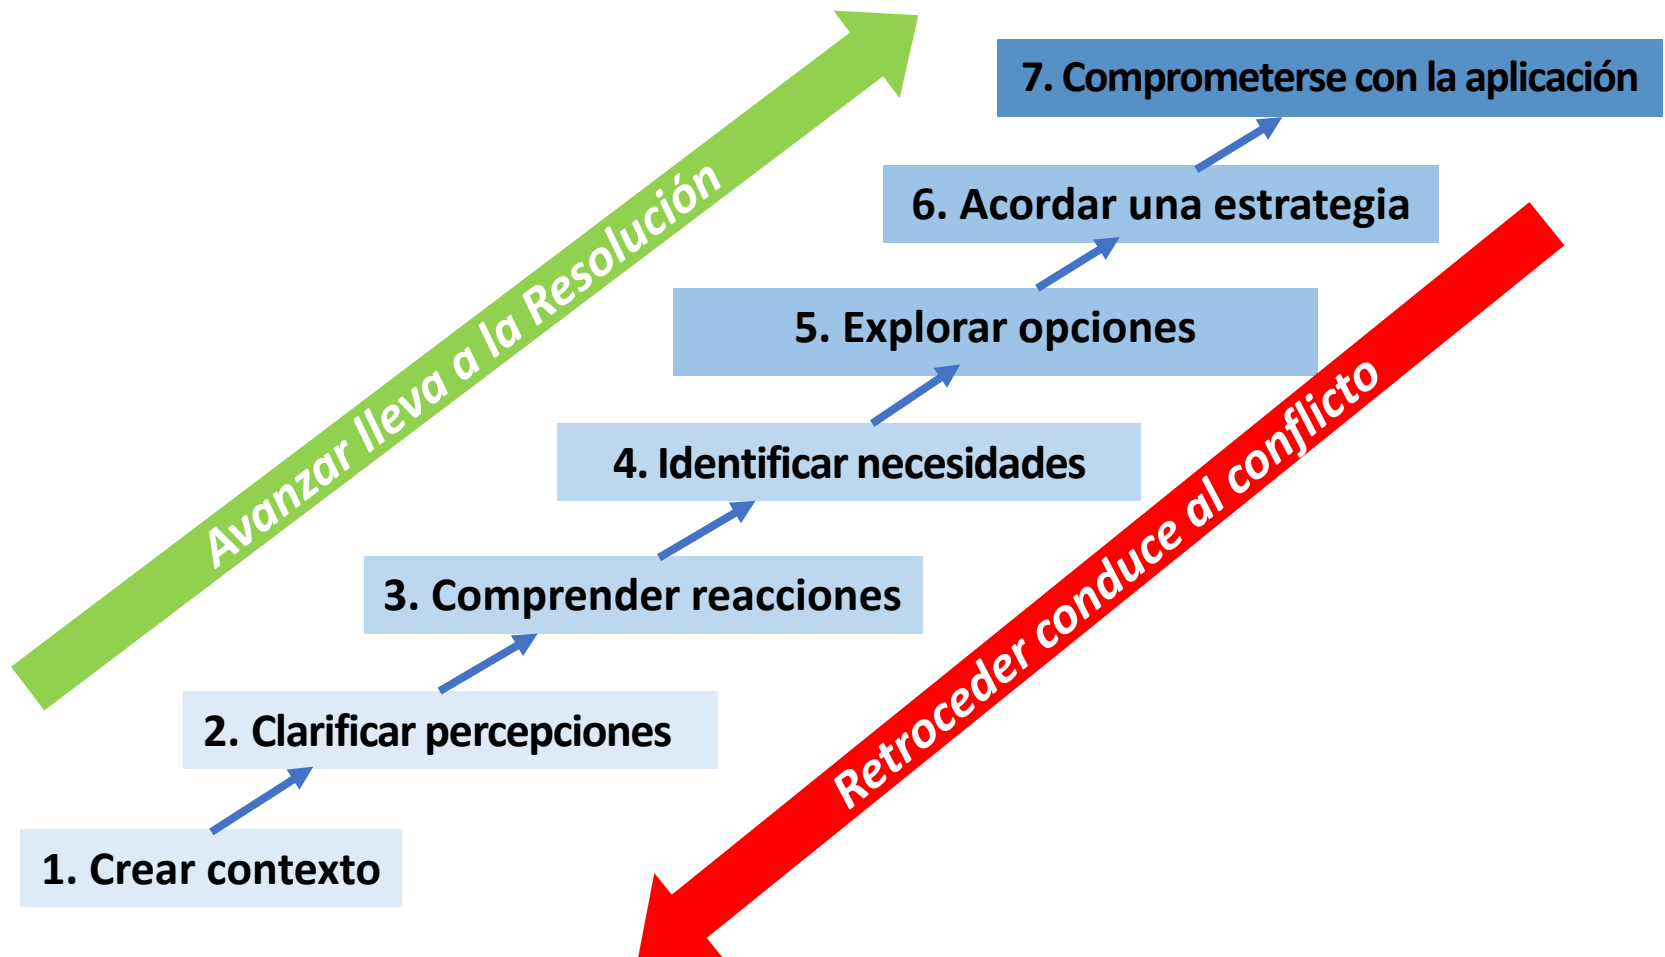 7. Comprometerse con la aplicación
6. Acordar una estrategia
5. Explorar opciones
4. Identificar necesidades
3. Comprender reacciones
2. Clarificar percepciones
1. Crear contexto
Avanzar lleva a la Resolución
Retroceder conduce al conflicto